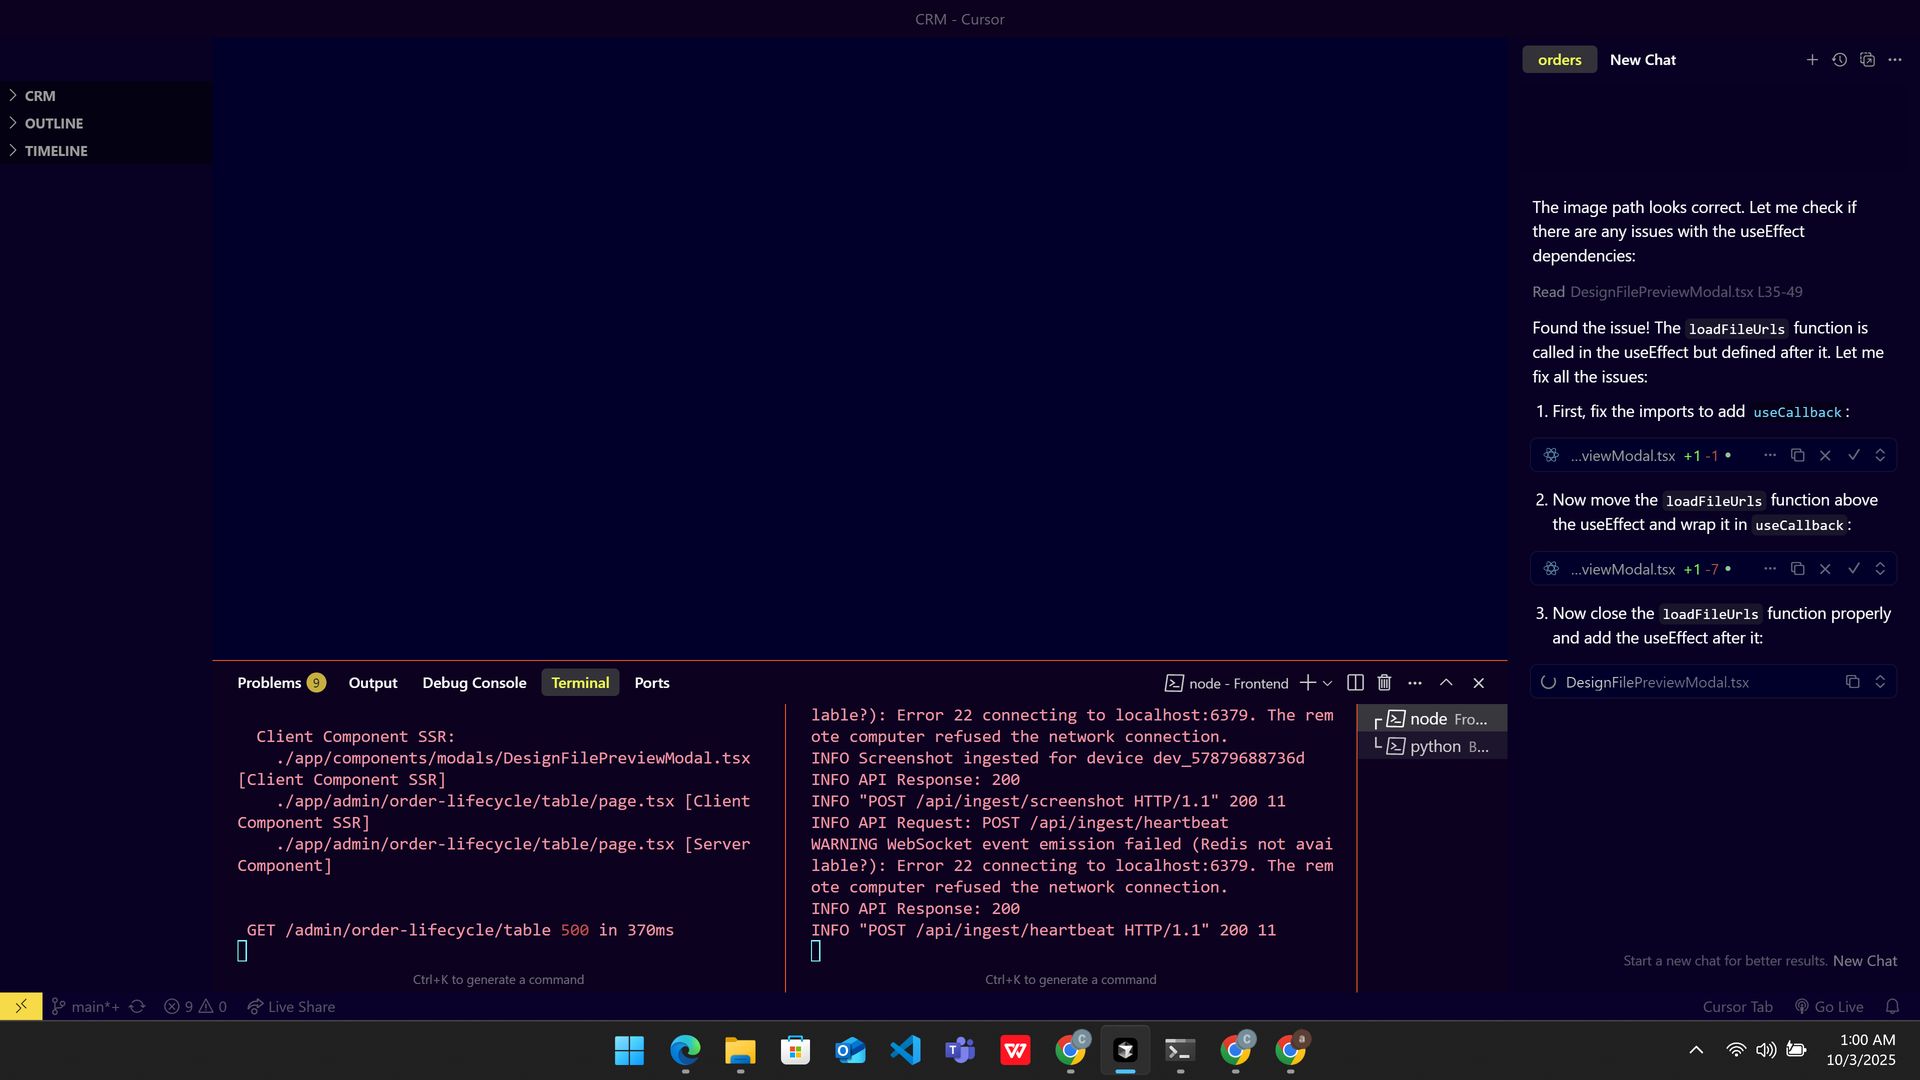 CRM - Cursor
CRM
OUTLINE
TIMELINE
orders New Chat
The image path looks correct. Let me check if
there are any issues with the useEffect
dependencies:
Read DesignFilePreviewModal.tsx L35-49
Found the issue! The loadFileUrls function is
called in the useEffect but defined after it. Let me
fix all the issues:
1. First, fix the imports to add useCallback:
...viewModal.tsx +1 -1
2. Now move the loadFileUrls function above
the useEffect and wrap it in useCallback:
...viewModal.tsx +1 -7
3. Now close the loadFileUrls function properly
and add the useEffect after it:
DesignFilePreviewModal.tsx
Start a new chat for better results. New Chat
Problems 9 Output Debug Console Terminal Ports
node - Frontend
Client Component SSR:
./app/components/modals/DesignFilePreviewModal.tsx
[Client Component SSR]
./app/admin/order-lifecycle/table/page.tsx [Client
Component SSR]
./app/admin/order-lifecycle/table/page.tsx [Server
Component]
GET /admin/order-lifecycle/table 500 in 370ms
Ctrl+K to generate a command
lable?): Error 22 connecting to localhost:6379. The rem
ote computer refused the network connection.
INFO Screenshot ingested for device dev_57879688736d
INFO API Response: 200
INFO "POST /api/ingest/screenshot HTTP/1.1" 200 11
INFO API Request: POST /api/ingest/heartbeat
WARNING WebSocket event emission failed (Redis not avai
lable?): Error 22 connecting to localhost:6379. The rem
ote computer refused the network connection.
INFO API Response: 200
INFO "POST /api/ingest/heartbeat HTTP/1.1" 200 11
Ctrl+K to generate a command
node Fro...
python B...
main*+ 9 0 Live Share
Cursor Tab Go Live
1:00 AM
10/3/2025